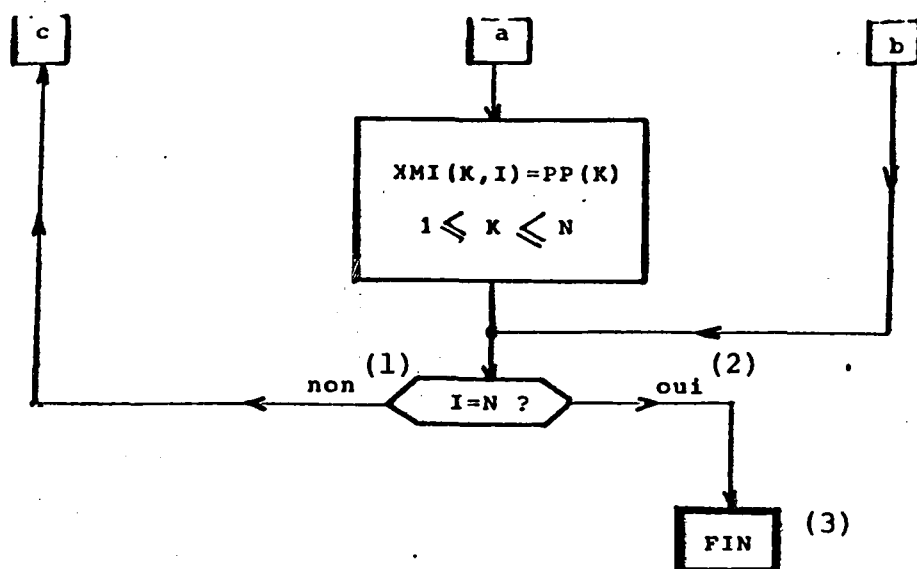 c
a
b
XMI(K,I)=PP(K)
1 ⩽ K ⩽ N
(1)
(2)
non
I=N ?
oui
FIN
(3)